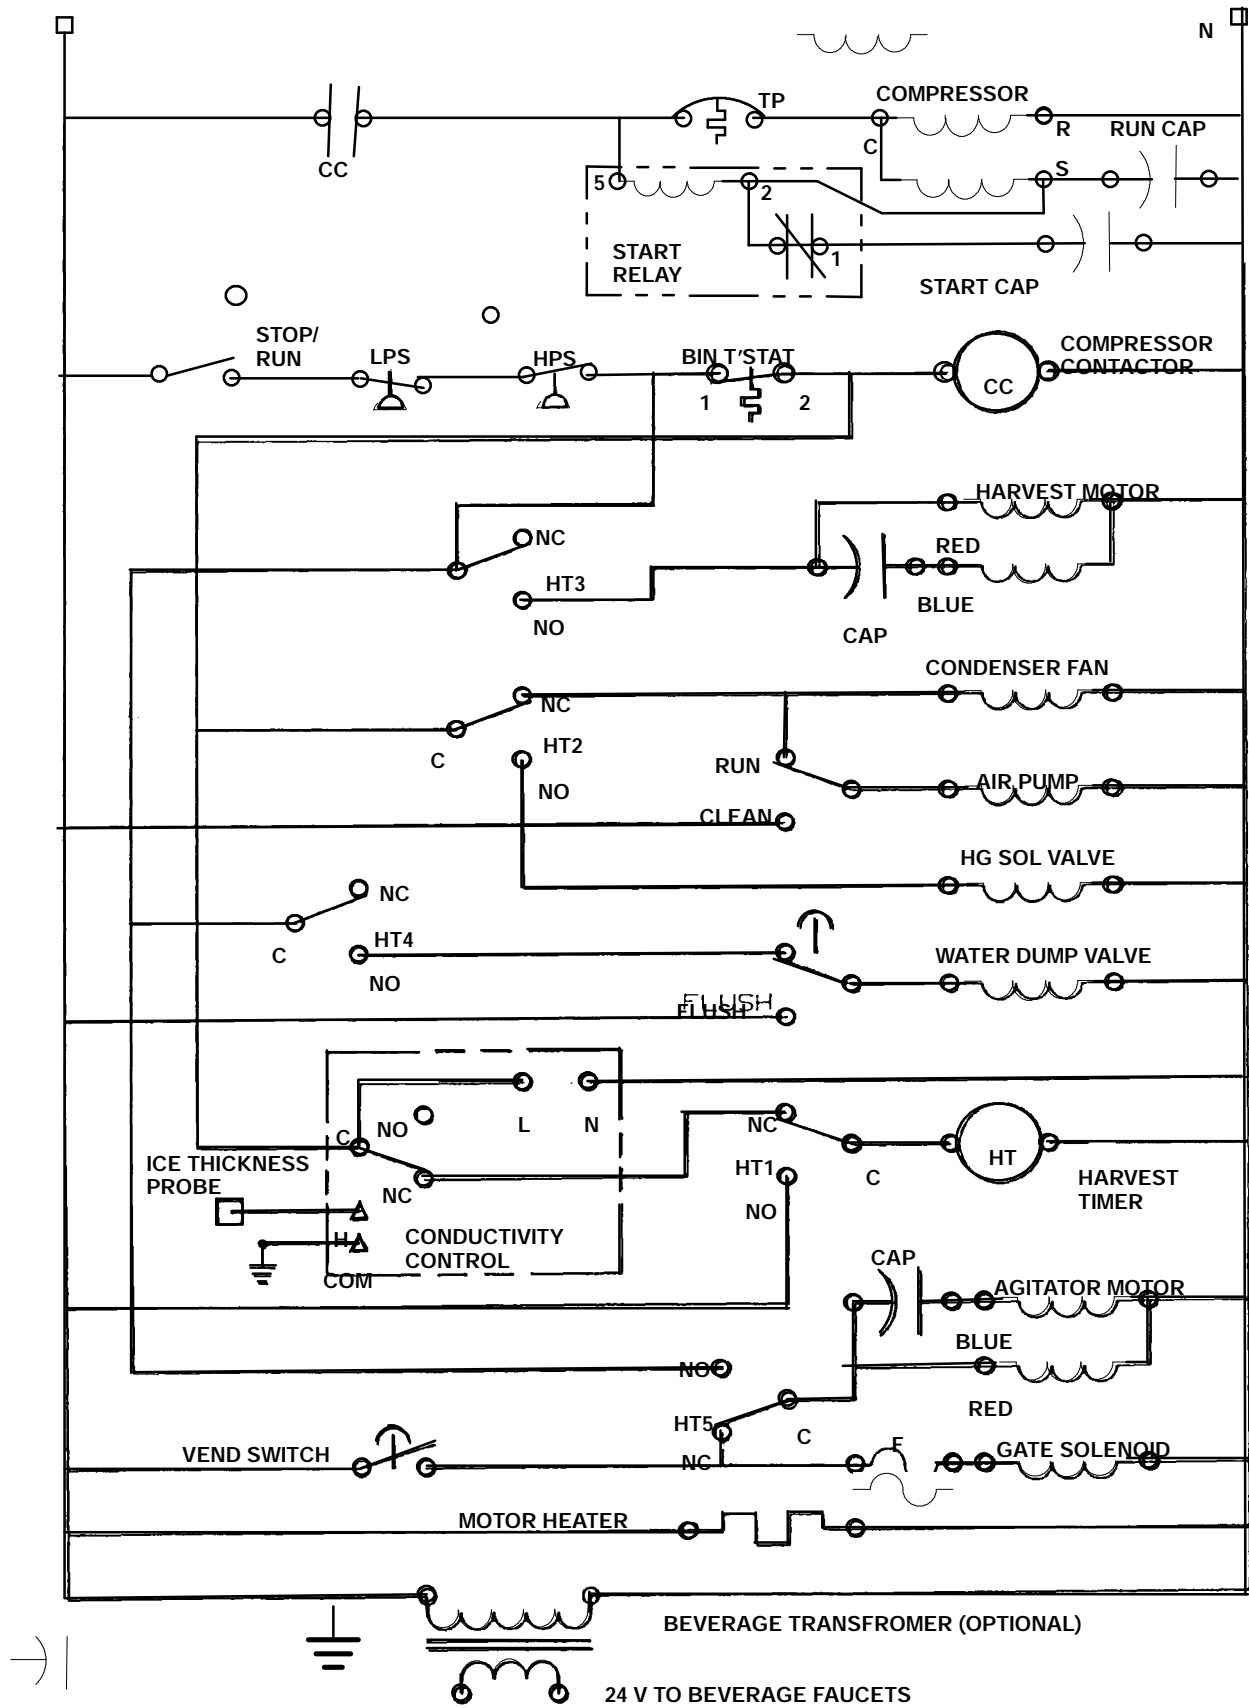 N
TP
COMPRESSOR
C
R
RUN CAP
CC
S
5
2
START
RELAY
1
START CAP
STOP/
RUN
LPS
HPS
BIN T'STAT
COMPRESSOR
CONTACTOR
CC
1
2
HARVEST MOTOR
NC
RED
HT3
BLUE
NO
CAP
CONDENSER FAN
NC
HT2
C
RUN
AIR PUMP
NO
CLEAN
HG SOL VALVE
NC
HT4
C
WATER DUMP VALVE
NO
FLUSH
FLUSH
NO
L
N
NC
C
ICE THICKNESS
PROBE
NC
HT1
C
HT
HARVEST
TIMER
NO
H
CONDUCTIVITY
CONTROL
COM
CAP
AGITATOR MOTOR
BLUE
NO
RED
HT5
C
VEND SWITCH
NC
F
GATE SOLENOID
MOTOR HEATER
BEVERAGE TRANSFROMER (OPTIONAL)
24 V TO BEVERAGE FAUCETS